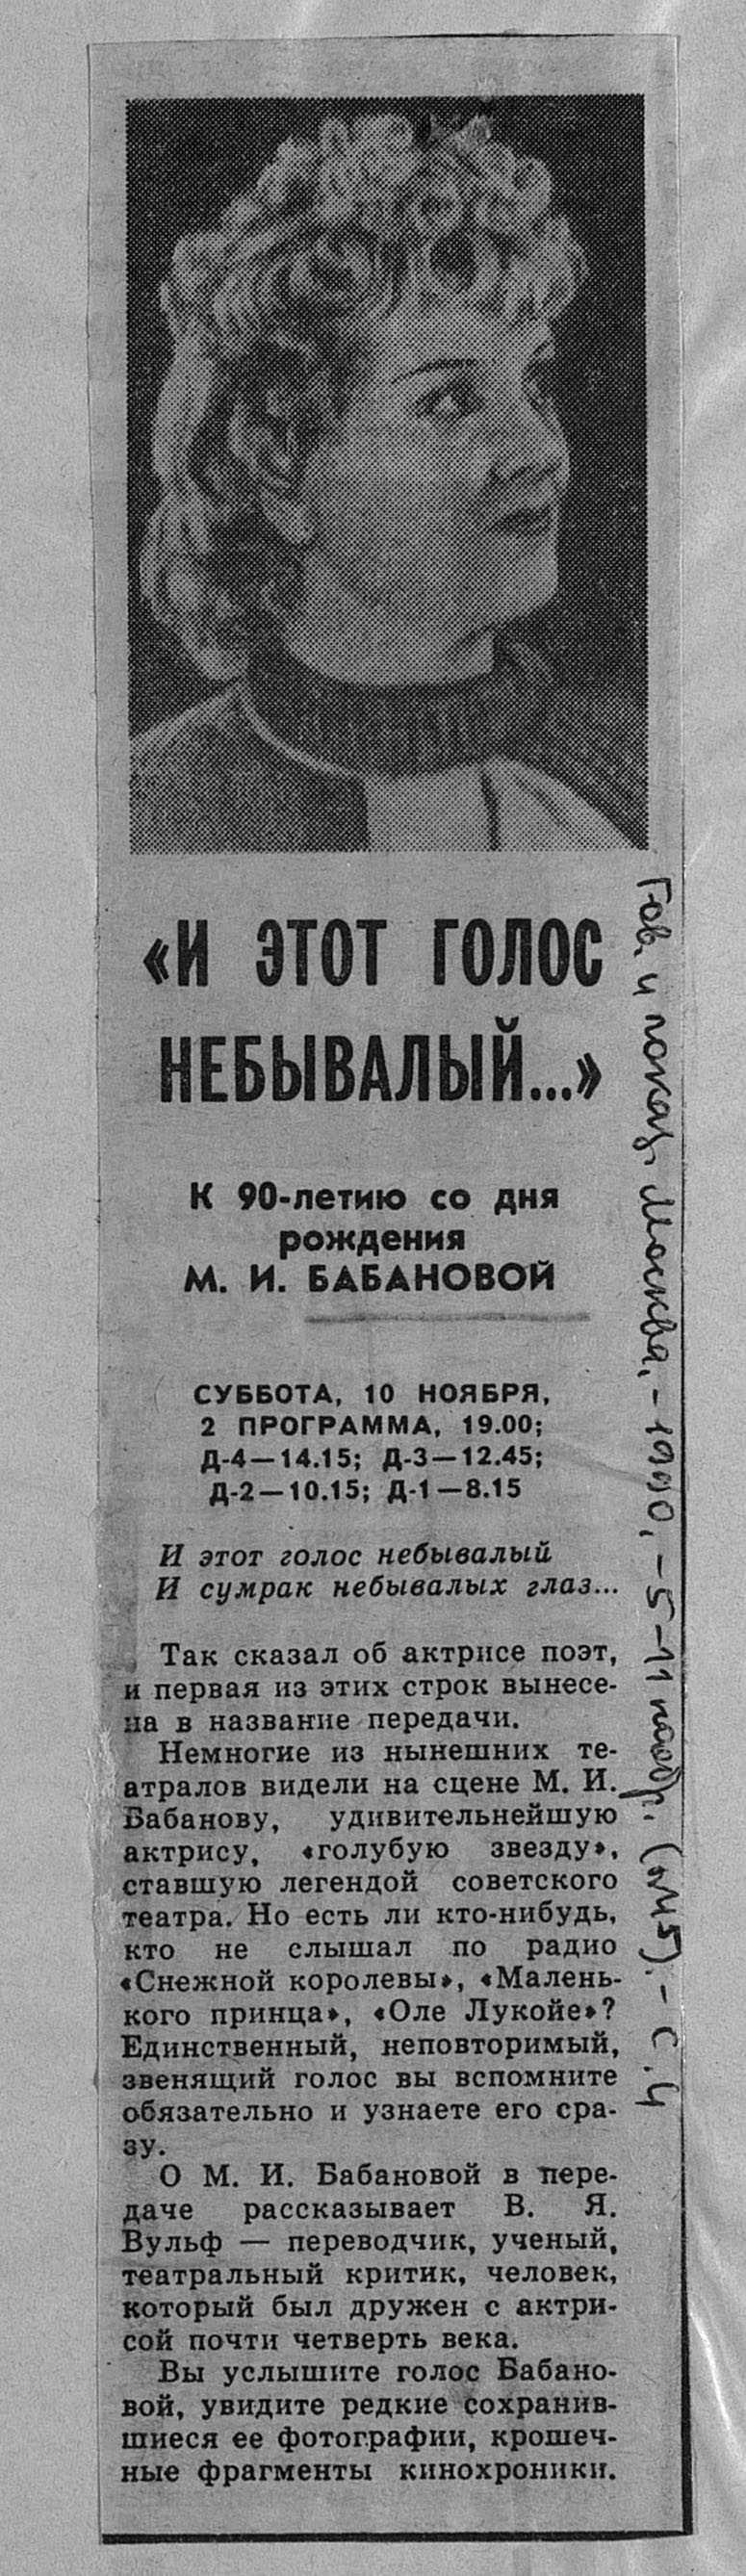 «И ЭТОТ ГОЛОС
НЕБЫВАЛЫЙ...»
К 90-летию со дня
рождения
М. И. БАБАНОВОЙ
СУББОТА, 10 НОЯБРЯ,
2 ПРОГРАММА, 19.00;
Д-4—14.15; Д-3—12.45;
Д-2—10.15; Д-1—8.15
И этот голос небывалый
И сумрак небывалых глаз...
Так сказал об актрисе поэт,
и первая из этих строк вынесе-
на в название передачи.
Немногие из нынешних те-
атралов видели на сцене М. И.
Бабанову, удивительнейшую
актрису, «голубую звезду»,
ставшую легендой советского
театра. Но есть ли кто-нибудь,
кто не слышал по радио
«Снежной королевы», «Малень-
кого принца», «Оле Лукойе»?
Единственный, неповторимый,
звенящий голос вы вспомните
обязательно и узнаете его сра-
зу.
О М. И. Бабановой в пере-
даче рассказывает В. Я.
Вульф — переводчик, ученый,
театральный критик, человек,
который был дружен с актри-
сой почти четверть века.
Вы услышите голос Бабано-
вой, увидите редкие сохранив-
шиеся ее фотографии, крошеч-
ные фрагменты кинохроники.
Гов. и показ. Москва, - 1990, - 5-11 нояб. (№45). - С. 4